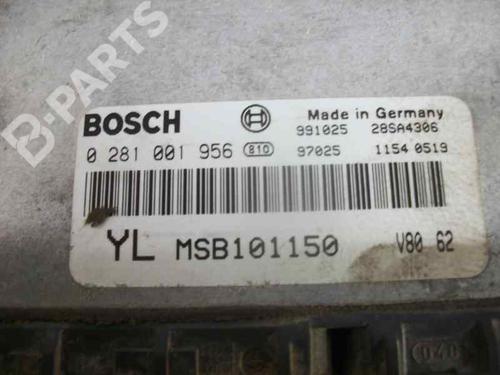 BOSCH Made in Germany
991025 28SA4306
0 281 001 956 810 97025 1154 0519
YL MSB101150 V80 62
040
B-PARTS